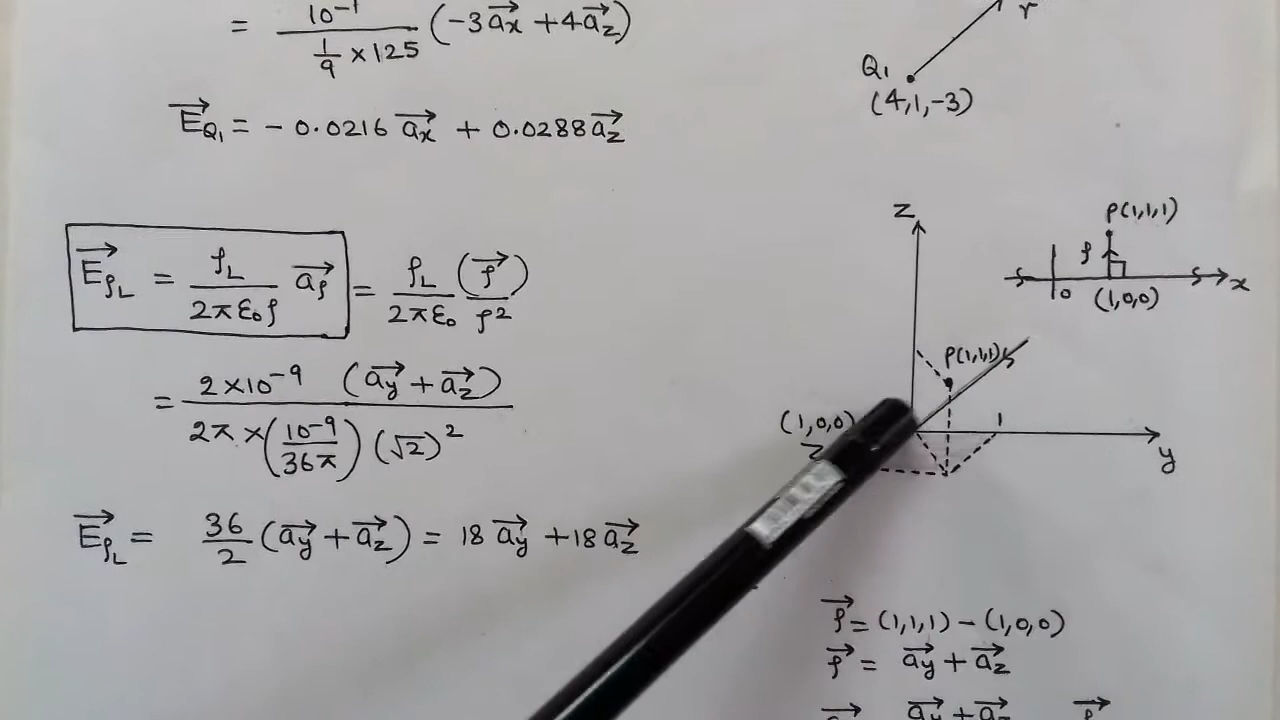 = 10⁻¹ / (1/9 × 125) (-3a⃗x + 4a⃗z)
r
Q₁
(4,1,-3)
E⃗Q₁ = - 0.0216 a⃗x + 0.0288 a⃗z
z
P(1,1,1)
ρ
x
0
(1,0,0)
E⃗ρL = ρL / 2πε₀ρ a⃗ρ = ρL / 2πε₀ (ρ⃗) / ρ²
P(1,1,1)
= 2×10⁻⁹ (a⃗y + a⃗z) / 2π × (10⁻⁹ / 36π) (√2)²
(1,0,0)
1
y
E⃗ρL = 36/2 (a⃗y + a⃗z) = 18 a⃗y + 18 a⃗z
ρ⃗ = (1,1,1) - (1,0,0)
ρ⃗ = a⃗y + a⃗z